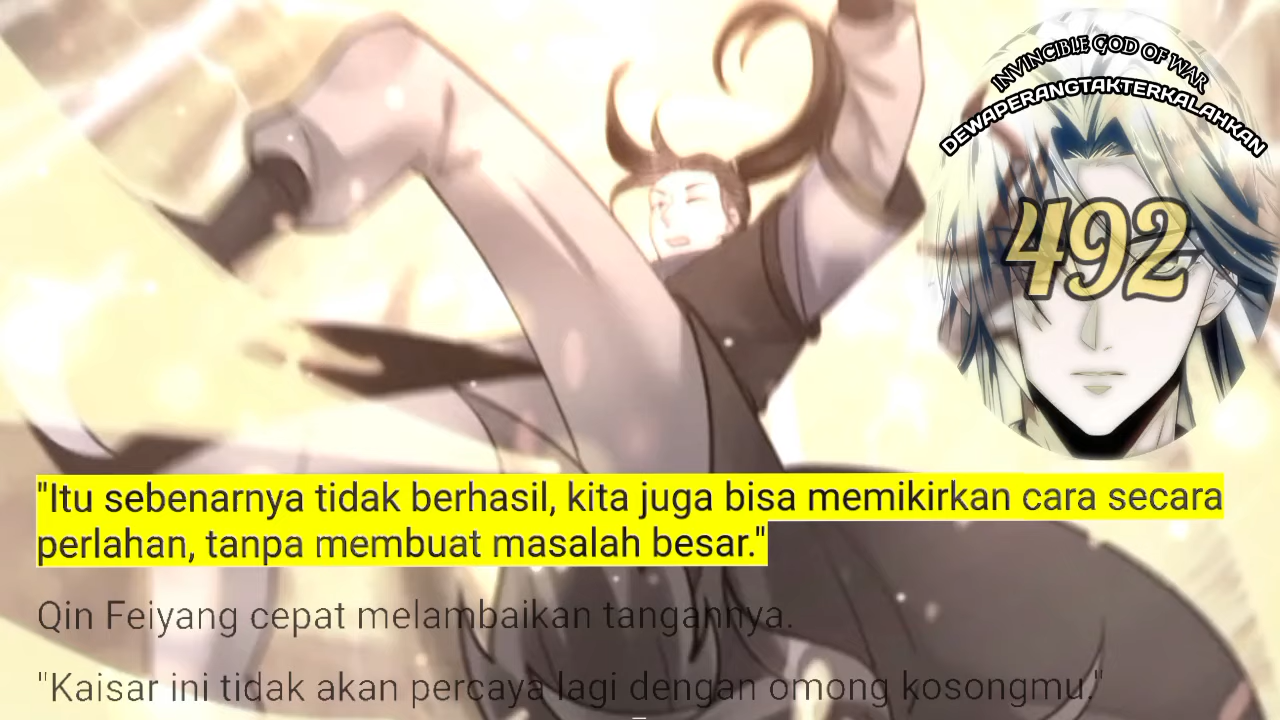 INVINCIBLE GOD OF WAR
DEWAPERANGTAKTERKALAHKAN
492
"Itu sebenarnya tidak berhasil, kita juga bisa memikirkan cara secara
perlahan, tanpa membuat masalah besar."
Qin Feiyang cepat melambaikan tangannya.
"Kaisar ini tidak akan percaya lagi dengan omong kosongmu."